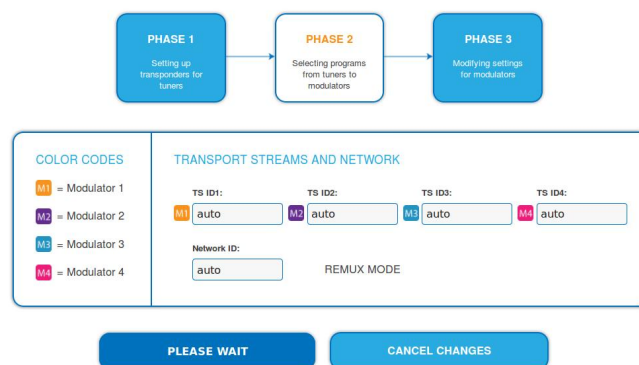 PHASE 1
Setting up
transponders for
tuners
PHASE 2
Selecting programs
from tuners to
modulators
PHASE 3
Modifying settings
for modulators
COLOR CODES
M1 = Modulator 1
M2 = Modulator 2
M3 = Modulator 3
M4 = Modulator 4
TRANSPORT STREAMS AND NETWORK
TS ID1: TS ID2: TS ID3: TS ID4:
M1 auto M2 auto M3 auto M4 auto
Network ID:
auto REMUX MODE
PLEASE WAIT CANCEL CHANGES